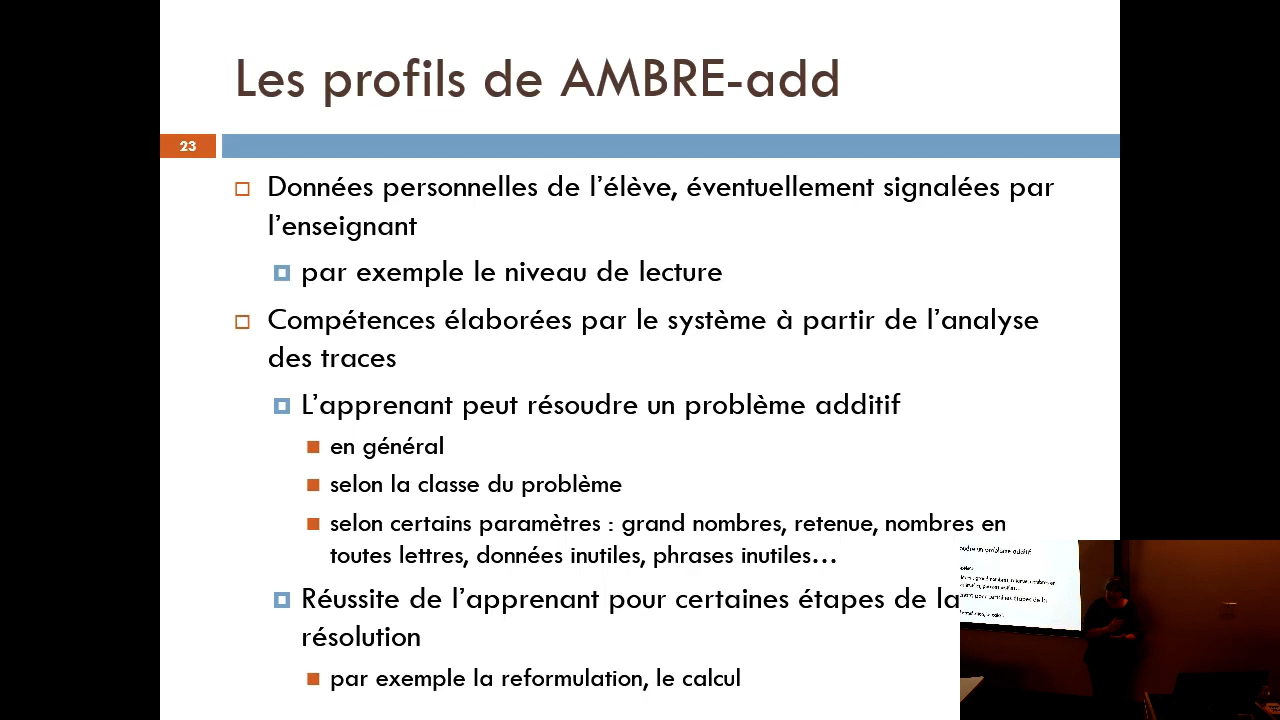 Les profils de AMBRE-add
23
Données personnelles de l'élève, éventuellement signalées par
l'enseignant
par exemple le niveau de lecture
Compétences élaborées par le système à partir de l'analyse
des traces
L'apprenant peut résoudre un problème additif
en général
selon la classe du problème
selon certains paramètres : grand nombres, retenue, nombres en
toutes lettres, données inutiles, phrases inutiles…
Réussite de l'apprenant pour certaines étapes de la
résolution
par exemple la reformulation, le calcul